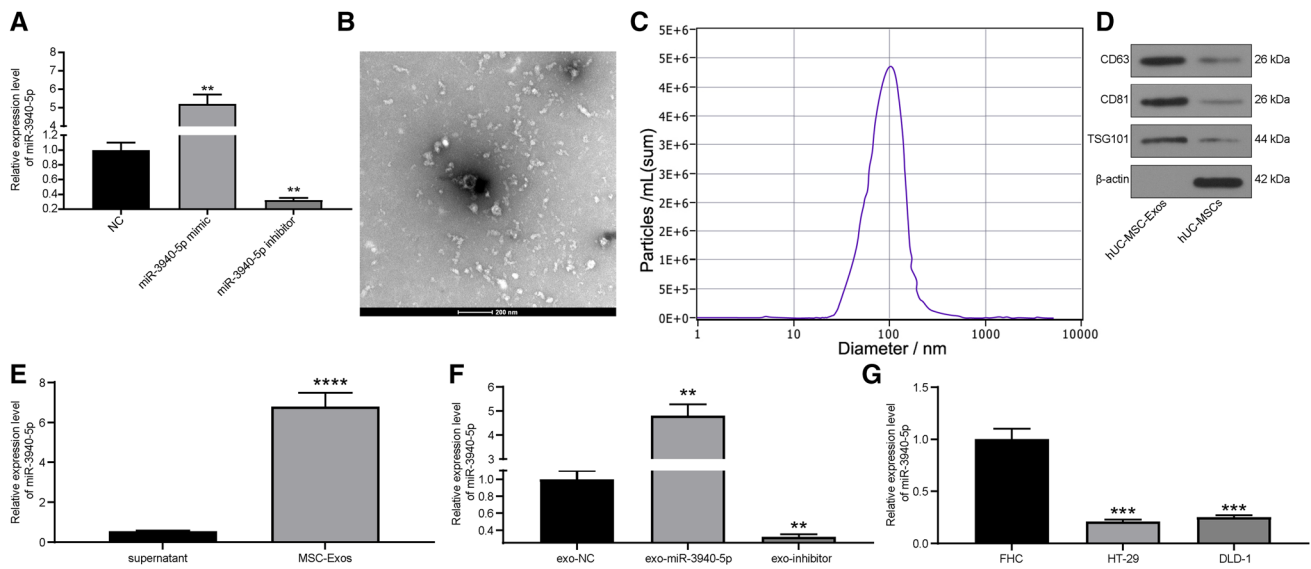 A
Relative expression level
of miR-3940-5p
8
7
6
5
4
1.2
1.0
0.8
0.6
0.4
0.2
**
**
NC
miR-3940-5p mimic
miR-3940-5p inhibitor
B
200 nm
C
Particles /mL(sum)
5E+6
5E+6
4E+6
4E+6
3E+6
2E+6
2E+6
1E+6
5E+5
0E+0
1
10
100
1000
10000
Diameter / nm
D
CD63
26 kDa
CD81
26 kDa
TSG101
44 kDa
β-actin
42 kDa
hUC-MSC-Exos
hUC-MSCs
E
Relative expression level
of miR-3940-5p
8
6
4
2
0
****
supernatant
MSC-Exos
F
Relative expression level
of miR-3940-5p
6
5
4
3
1.0
0.8
0.6
0.4
**
**
exo-NC
exo-miR-3940-5p
exo-inhibitor
G
Relative expression level
of miR-3940-5p
1.5
1.0
0.5
0.0
***
***
FHC
HT-29
DLD-1